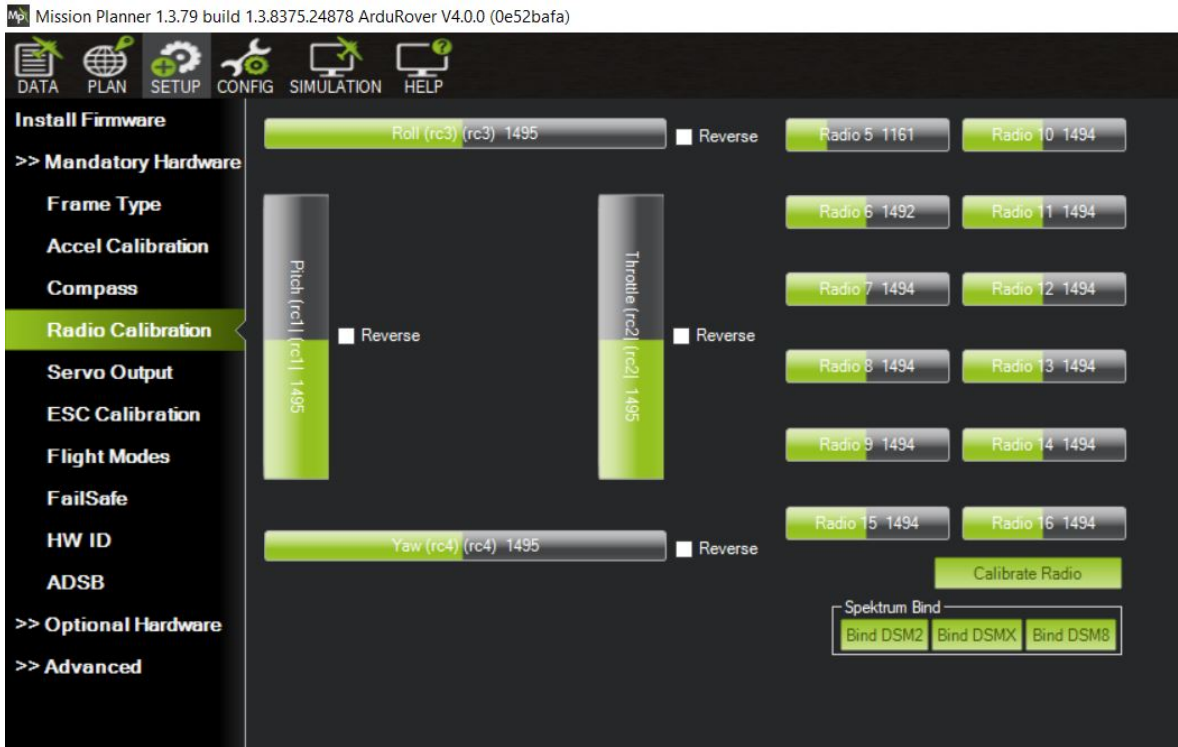 Mission Planner 1.3.79 build 1.3.8375.24878 ArduRover V4.0.0 (0e52bafa)
DATA PLAN SETUP CONFIG SIMULATION HELP
Install Firmware
>> Mandatory Hardware
Frame Type
Accel Calibration
Compass
Radio Calibration
Servo Output
ESC Calibration
Flight Modes
FailSafe
HW ID
ADSB
>> Optional Hardware
>> Advanced
Roll (rc3) (rc3) 1495
Reverse
Pitch (rc1) (rc1) 1495
Reverse
Throttle (rc2) (rc2) 1495
Reverse
Yaw (rc4) (rc4) 1495
Reverse
Radio 5 1161
Radio 10 1494
Radio 6 1492
Radio 11 1494
Radio 7 1494
Radio 12 1494
Radio 8 1494
Radio 13 1494
Radio 9 1494
Radio 14 1494
Radio 15 1494
Radio 16 1494
Calibrate Radio
Spektrum Bind
Bind DSM2 Bind DSMX Bind DSM8